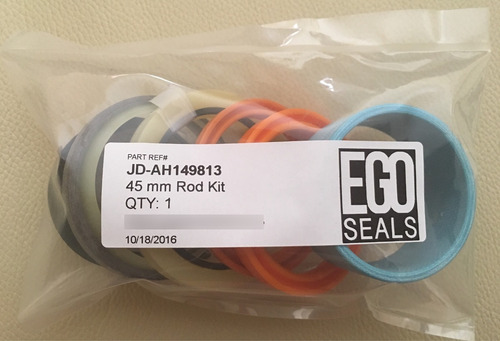 PART REF#
JD-AH149813
45 mm Rod Kit
QTY: 1
10/18/2016
EGO
SEALS